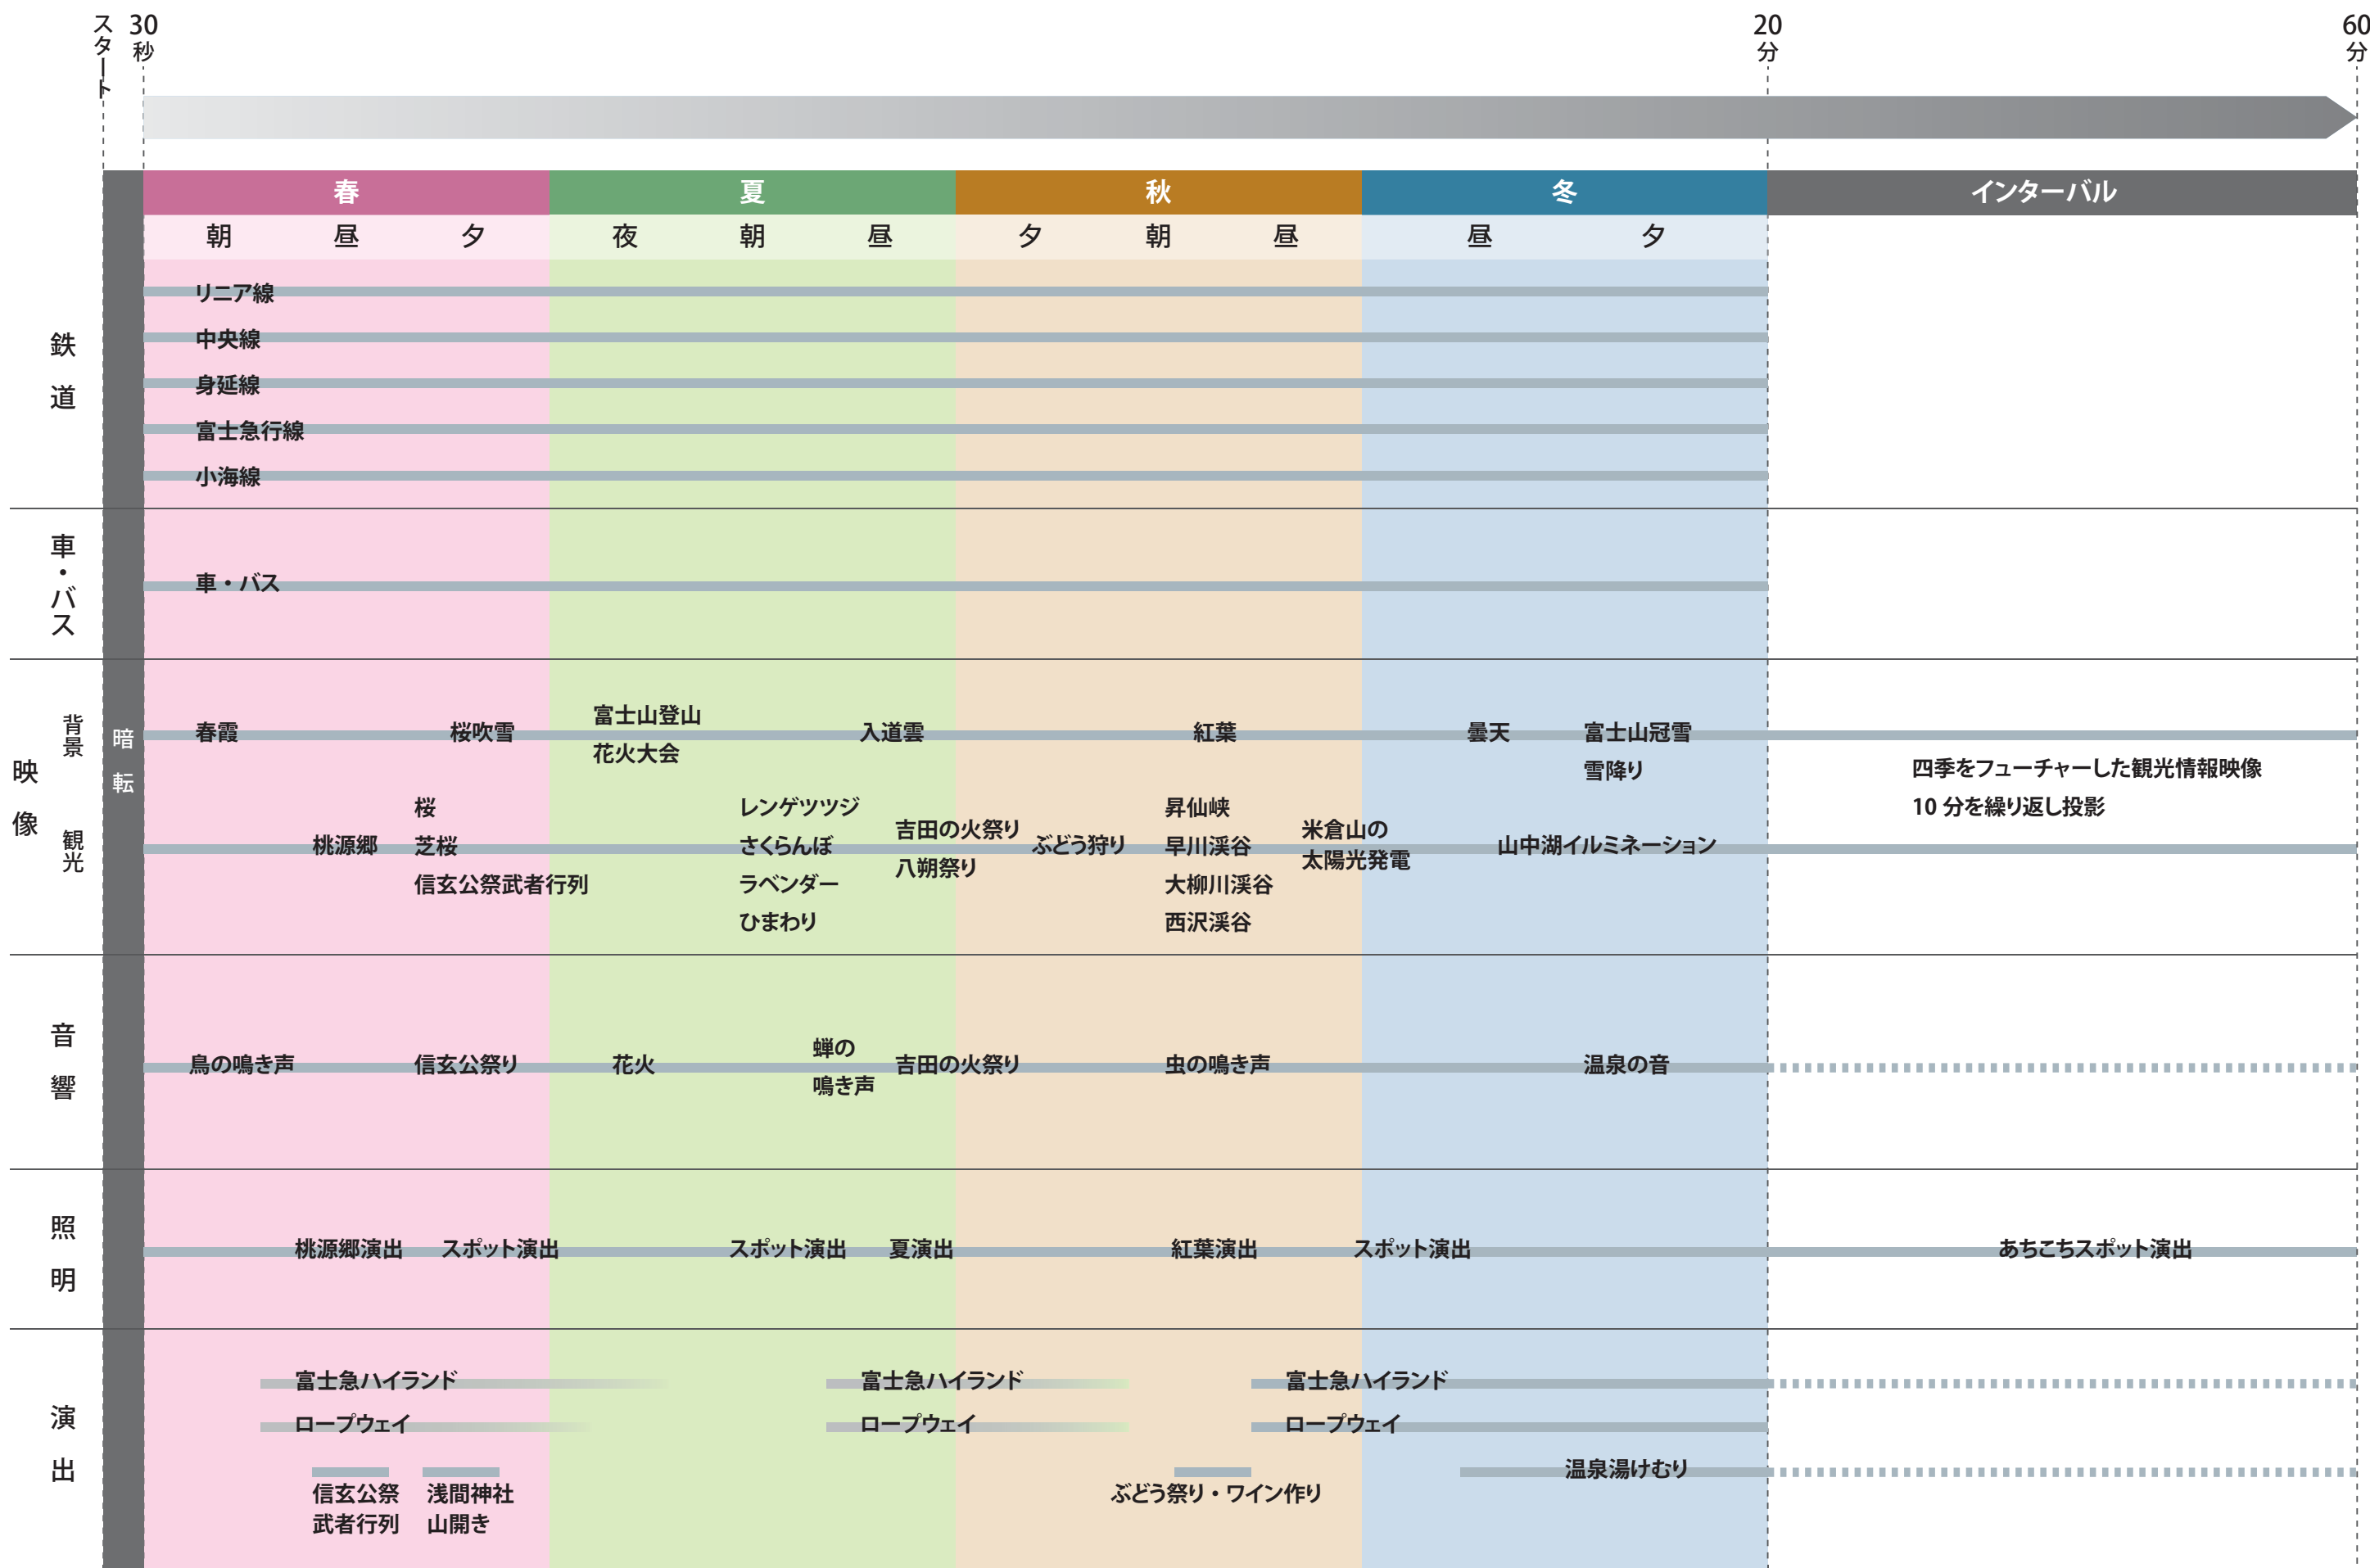 スタート
30
秒
20
分
60
分
春
夏
秋
冬
インターバル
朝
昼
夕
夜
朝
昼
夕
朝
昼
昼
夕
鉄道
リニア線
中央線
身延線
富士急行線
小海線
車・バス
車・バス
暗転
映像
背景
春霞
桜吹雪
富士山登山
花火大会
入道雲
紅葉
曇天
富士山冠雪
雪降り
四季をフューチャーした観光情報映像
10 分を繰り返し投影
観光
桃源郷
桜
芝桜
信玄公祭武者行列
レンゲツツジ
さくらんぼ
ラベンダー
ひまわり
吉田の火祭り
八朔祭り
ぶどう狩り
昇仙峡
早川渓谷
大柳川渓谷
西沢渓谷
米倉山の
太陽光発電
山中湖イルミネーション
音響
鳥の鳴き声
信玄公祭り
花火
蝉の
鳴き声
吉田の火祭り
虫の鳴き声
温泉の音
照明
桃源郷演出
スポット演出
スポット演出
夏演出
紅葉演出
スポット演出
あちこちスポット演出
演出
富士急ハイランド
富士急ハイランド
富士急ハイランド
ロープウェイ
ロープウェイ
ロープウェイ
信玄公祭
武者行列
浅間神社
山開き
ぶどう祭り・ワイン作り
温泉湯けむり